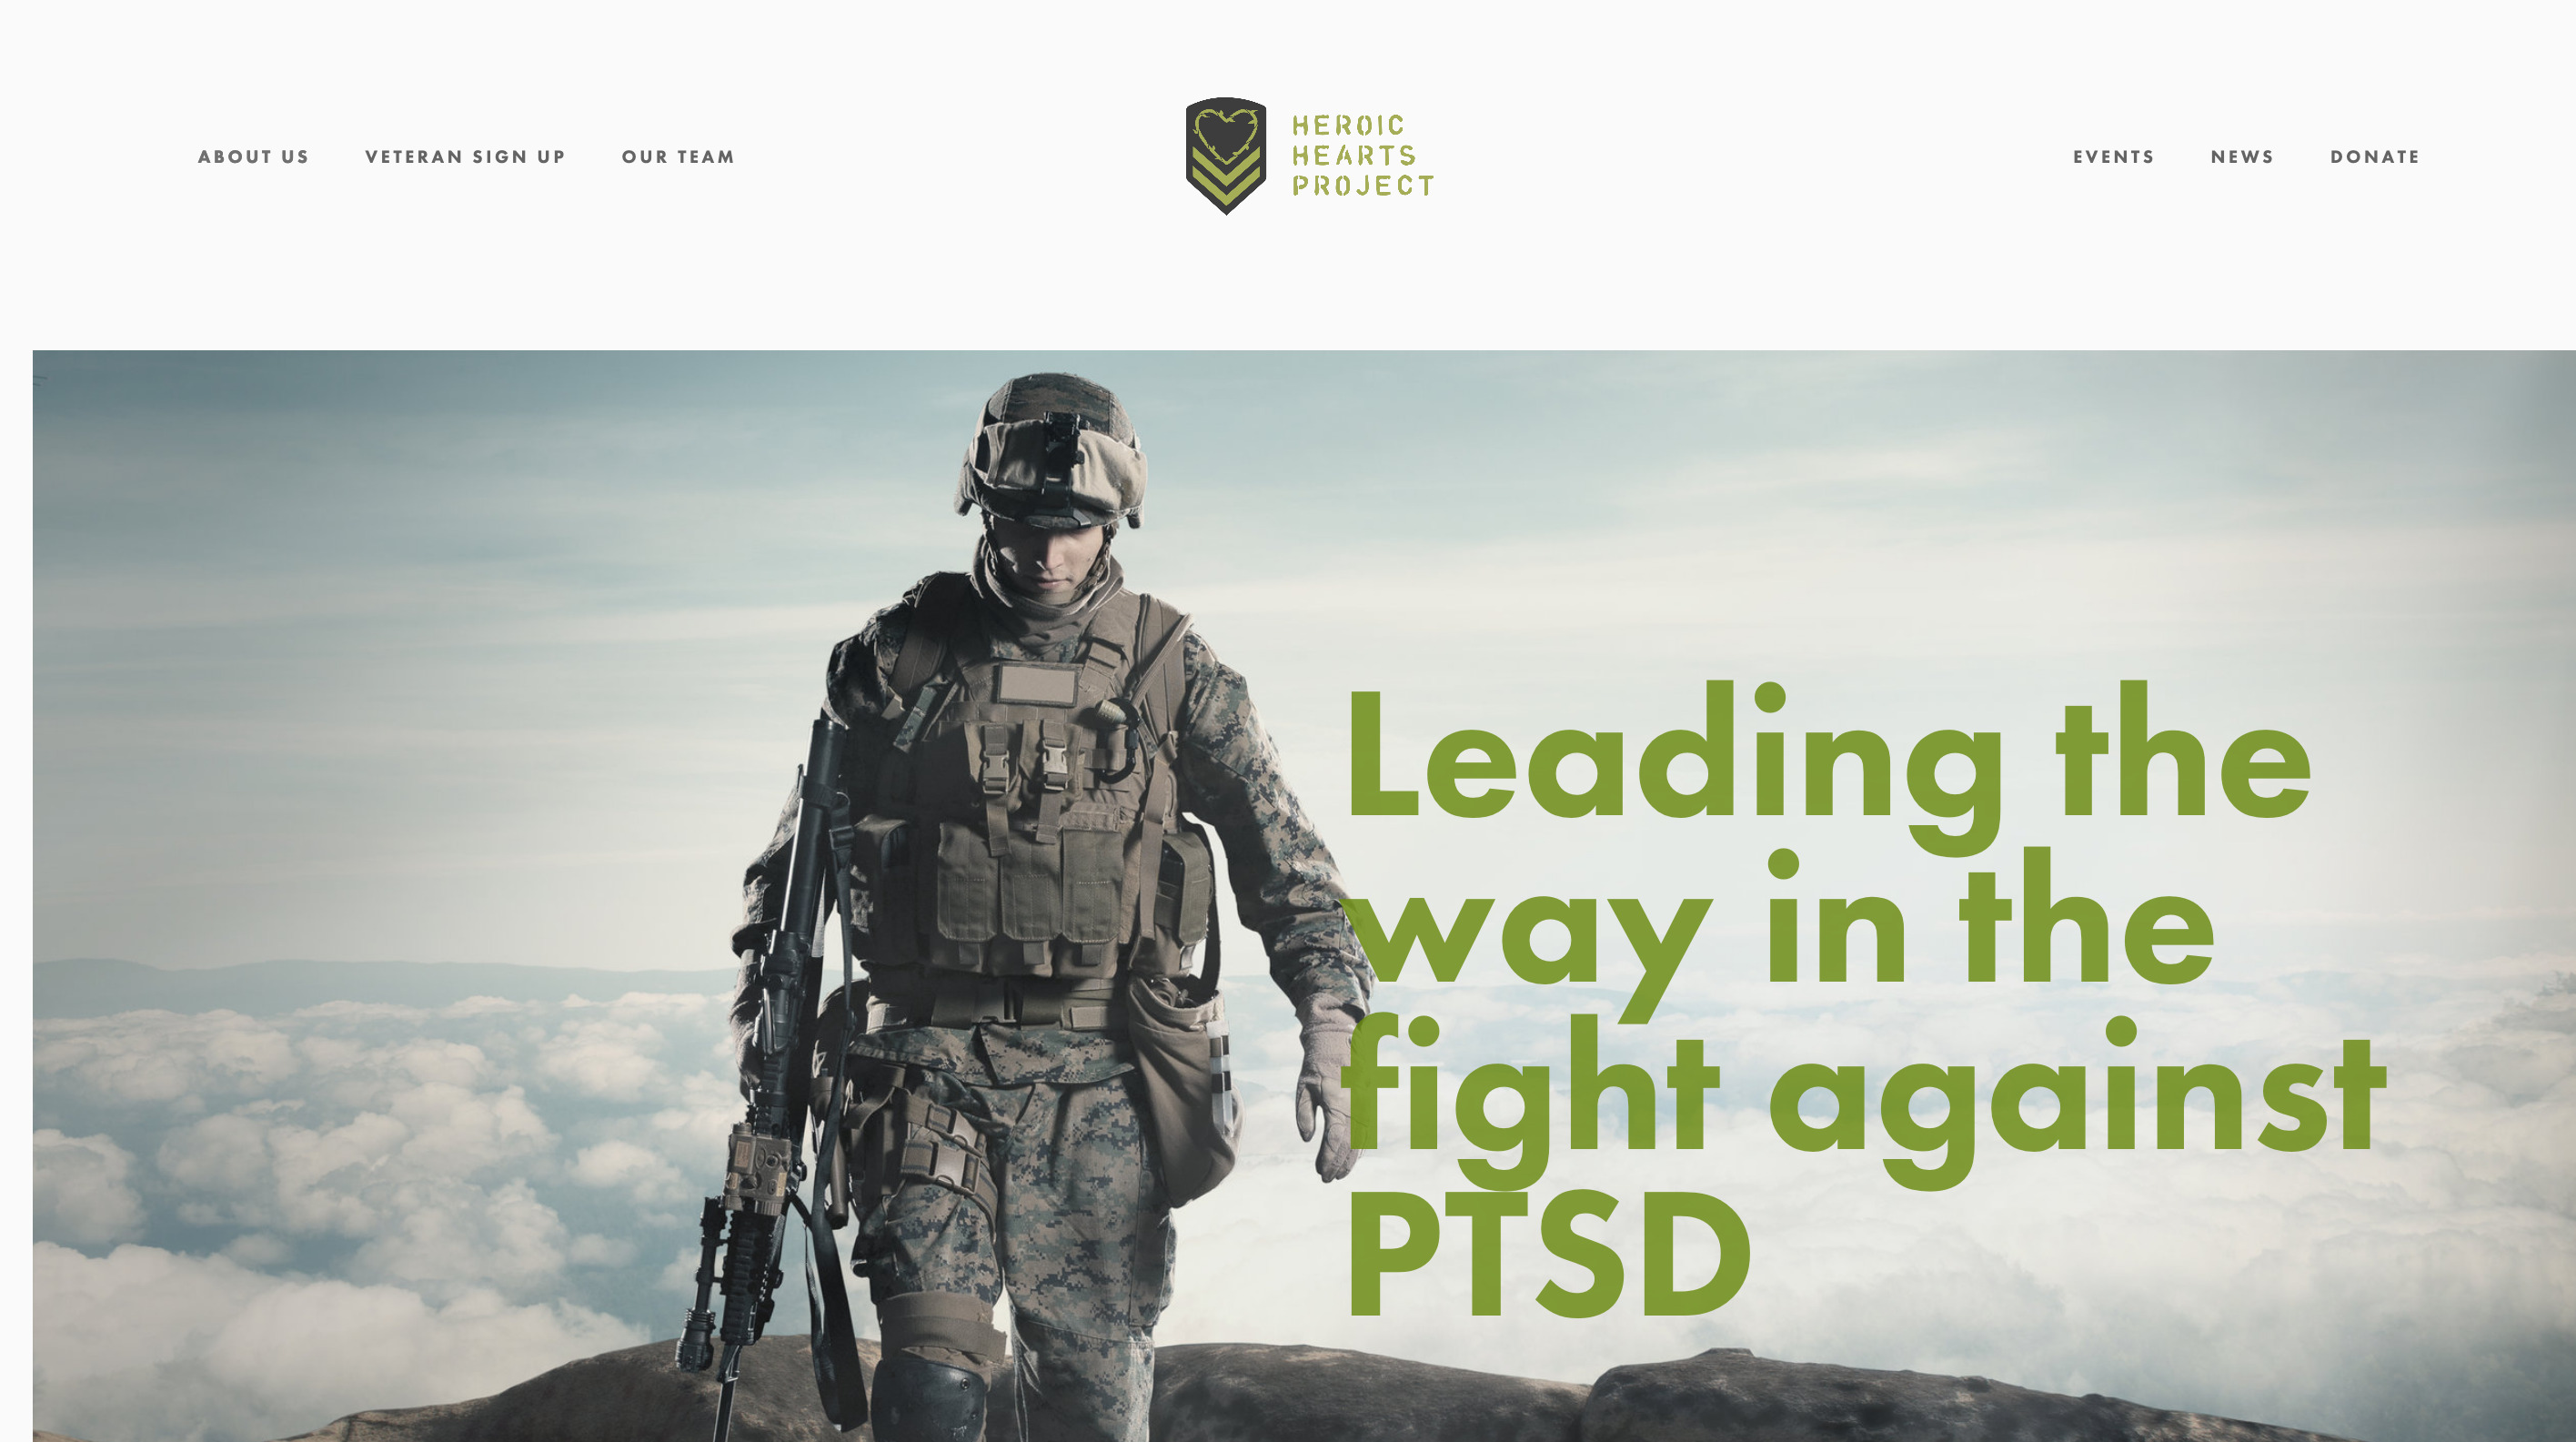 ABOUT US
VETERAN SIGN UP
OUR TEAM
HEROIC
HEARTS
PROJECT
EVENTS
NEWS
DONATE
Leading the
way in the
fight against
PTSD